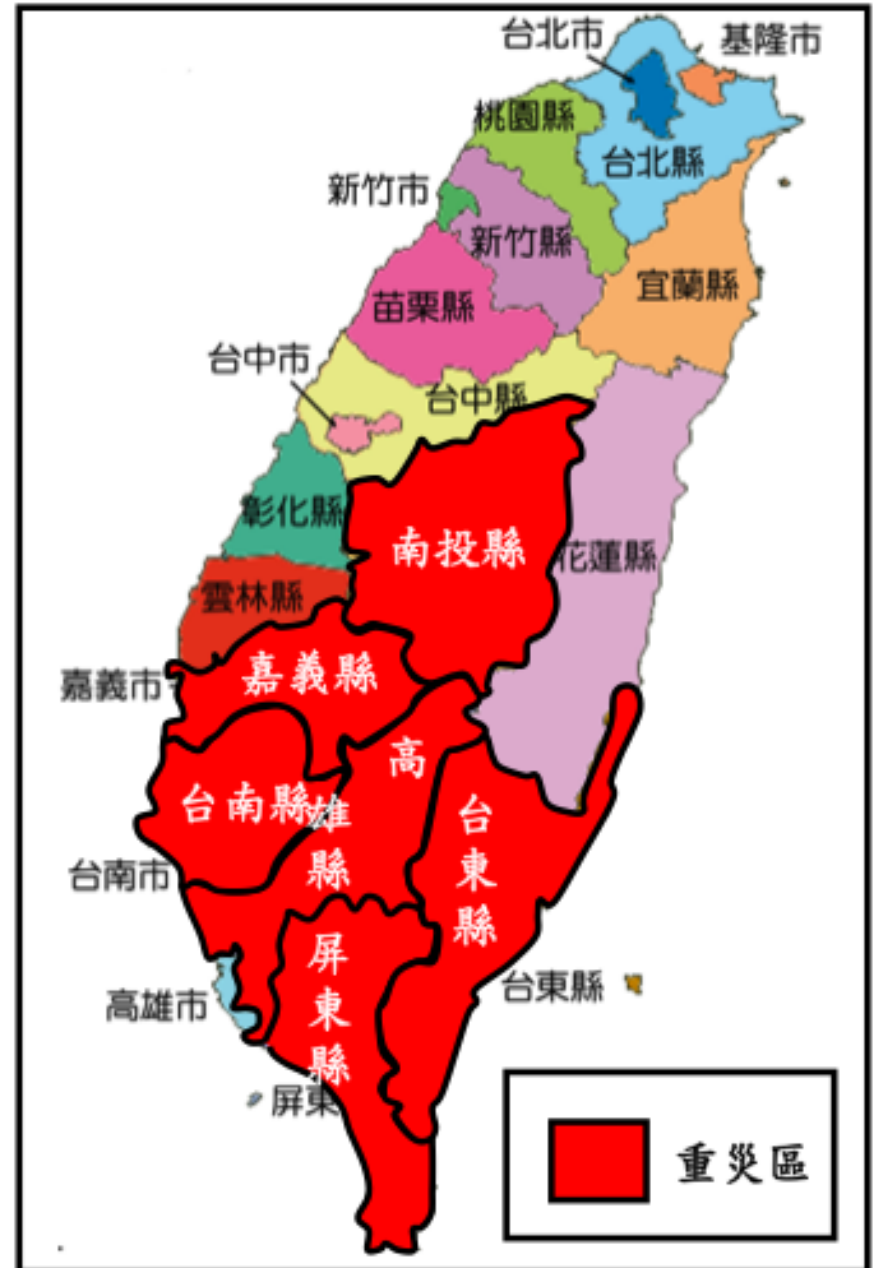 台北市
基隆市
桃園縣
台北縣
新竹市
新竹縣
宜蘭縣
苗栗縣
台中市
台中縣
彰化縣
南投縣
花蓮縣
雲林縣
嘉義市
嘉義縣
高雄縣
台南縣
台東縣
台南市
屏東縣
台東縣
高雄市
屏東
重災區